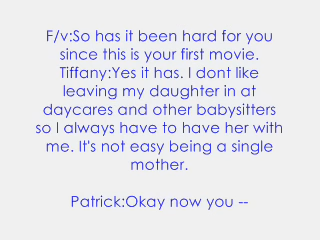 F/v:So has it been hard for you
since this is your first movie.
Tiffany:Yes it has. I dont like
leaving my daughter in at
daycares and other babysitters
so I always have to have her with
me. It's not easy being a single
mother.
Patrick:Okay now you --